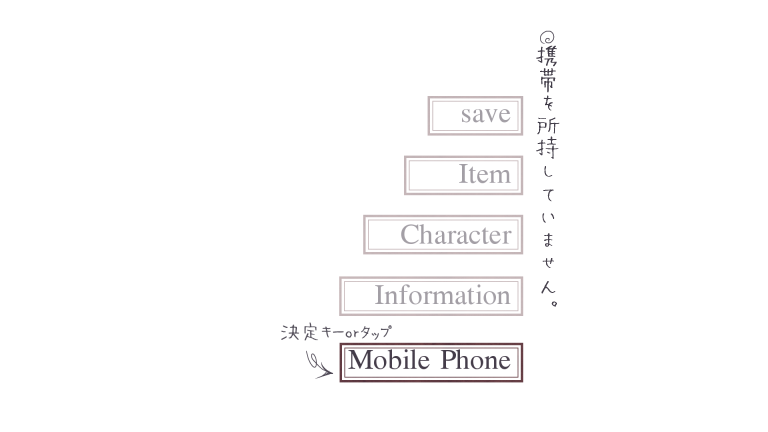 携帯を所持していません。
save
Item
Character
Information
決定キーorタップ
Mobile Phone